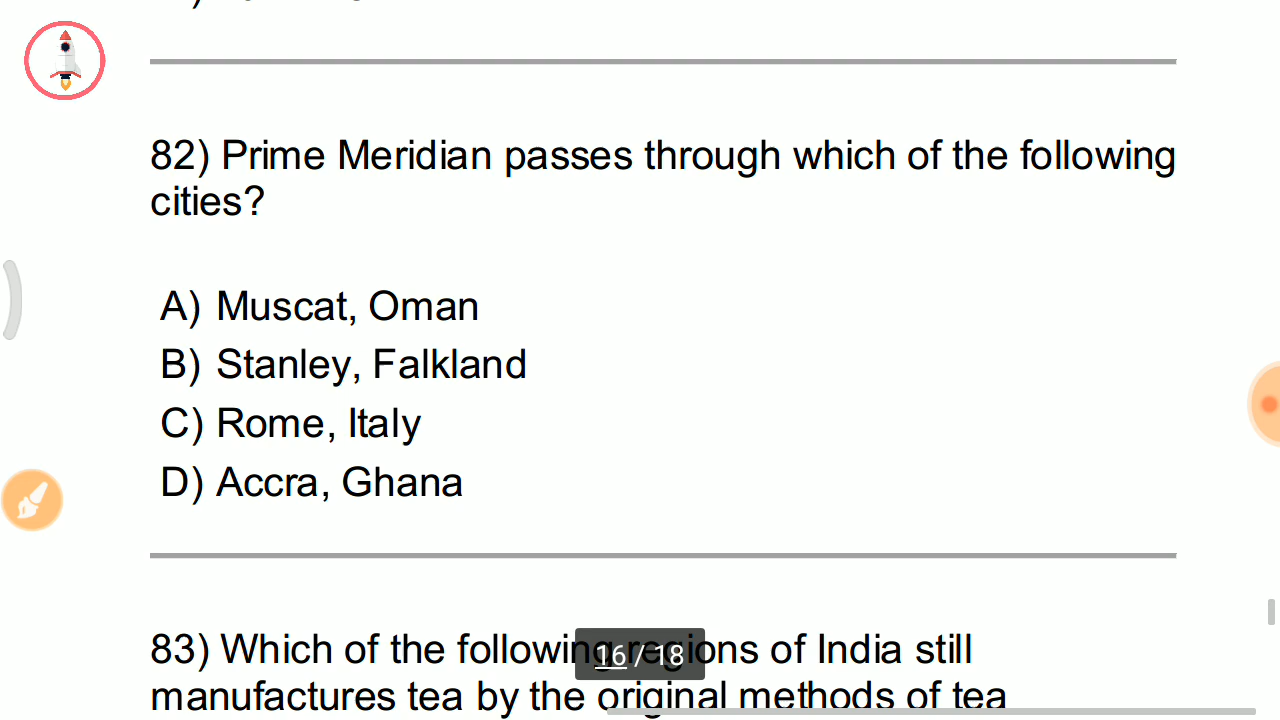 82) Prime Meridian passes through which of the following
cities?
A) Muscat, Oman
B) Stanley, Falkland
C) Rome, Italy
D) Accra, Ghana
83) Which of the following regions of India still
16 / 18
manufactures tea by the original methods of tea